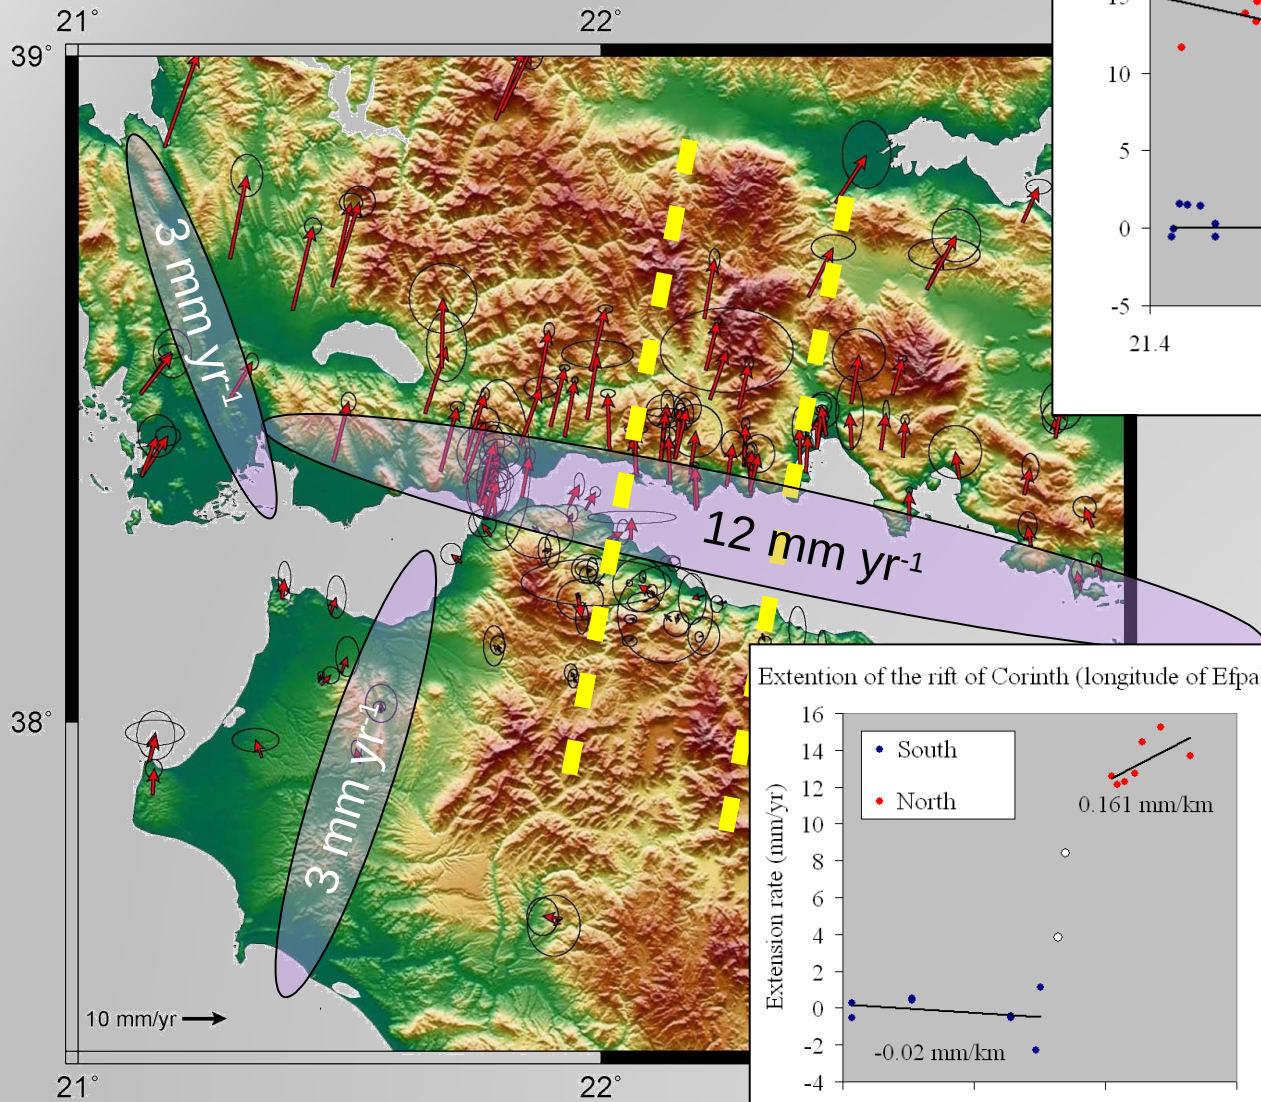 21° 22°
39°
15
10
5
0
-5
21.4
3 mm yr-1
12 mm yr-1
3 mm yr-1
38°
10 mm/yr
21° 22°
Extention of the rift of Corinth (longitude of
Extension rate (mm/yr)
16
14
12
10
8
6
4
2
0
-2
-4
South
North
0.161 mm/km
-0.02 mm/km